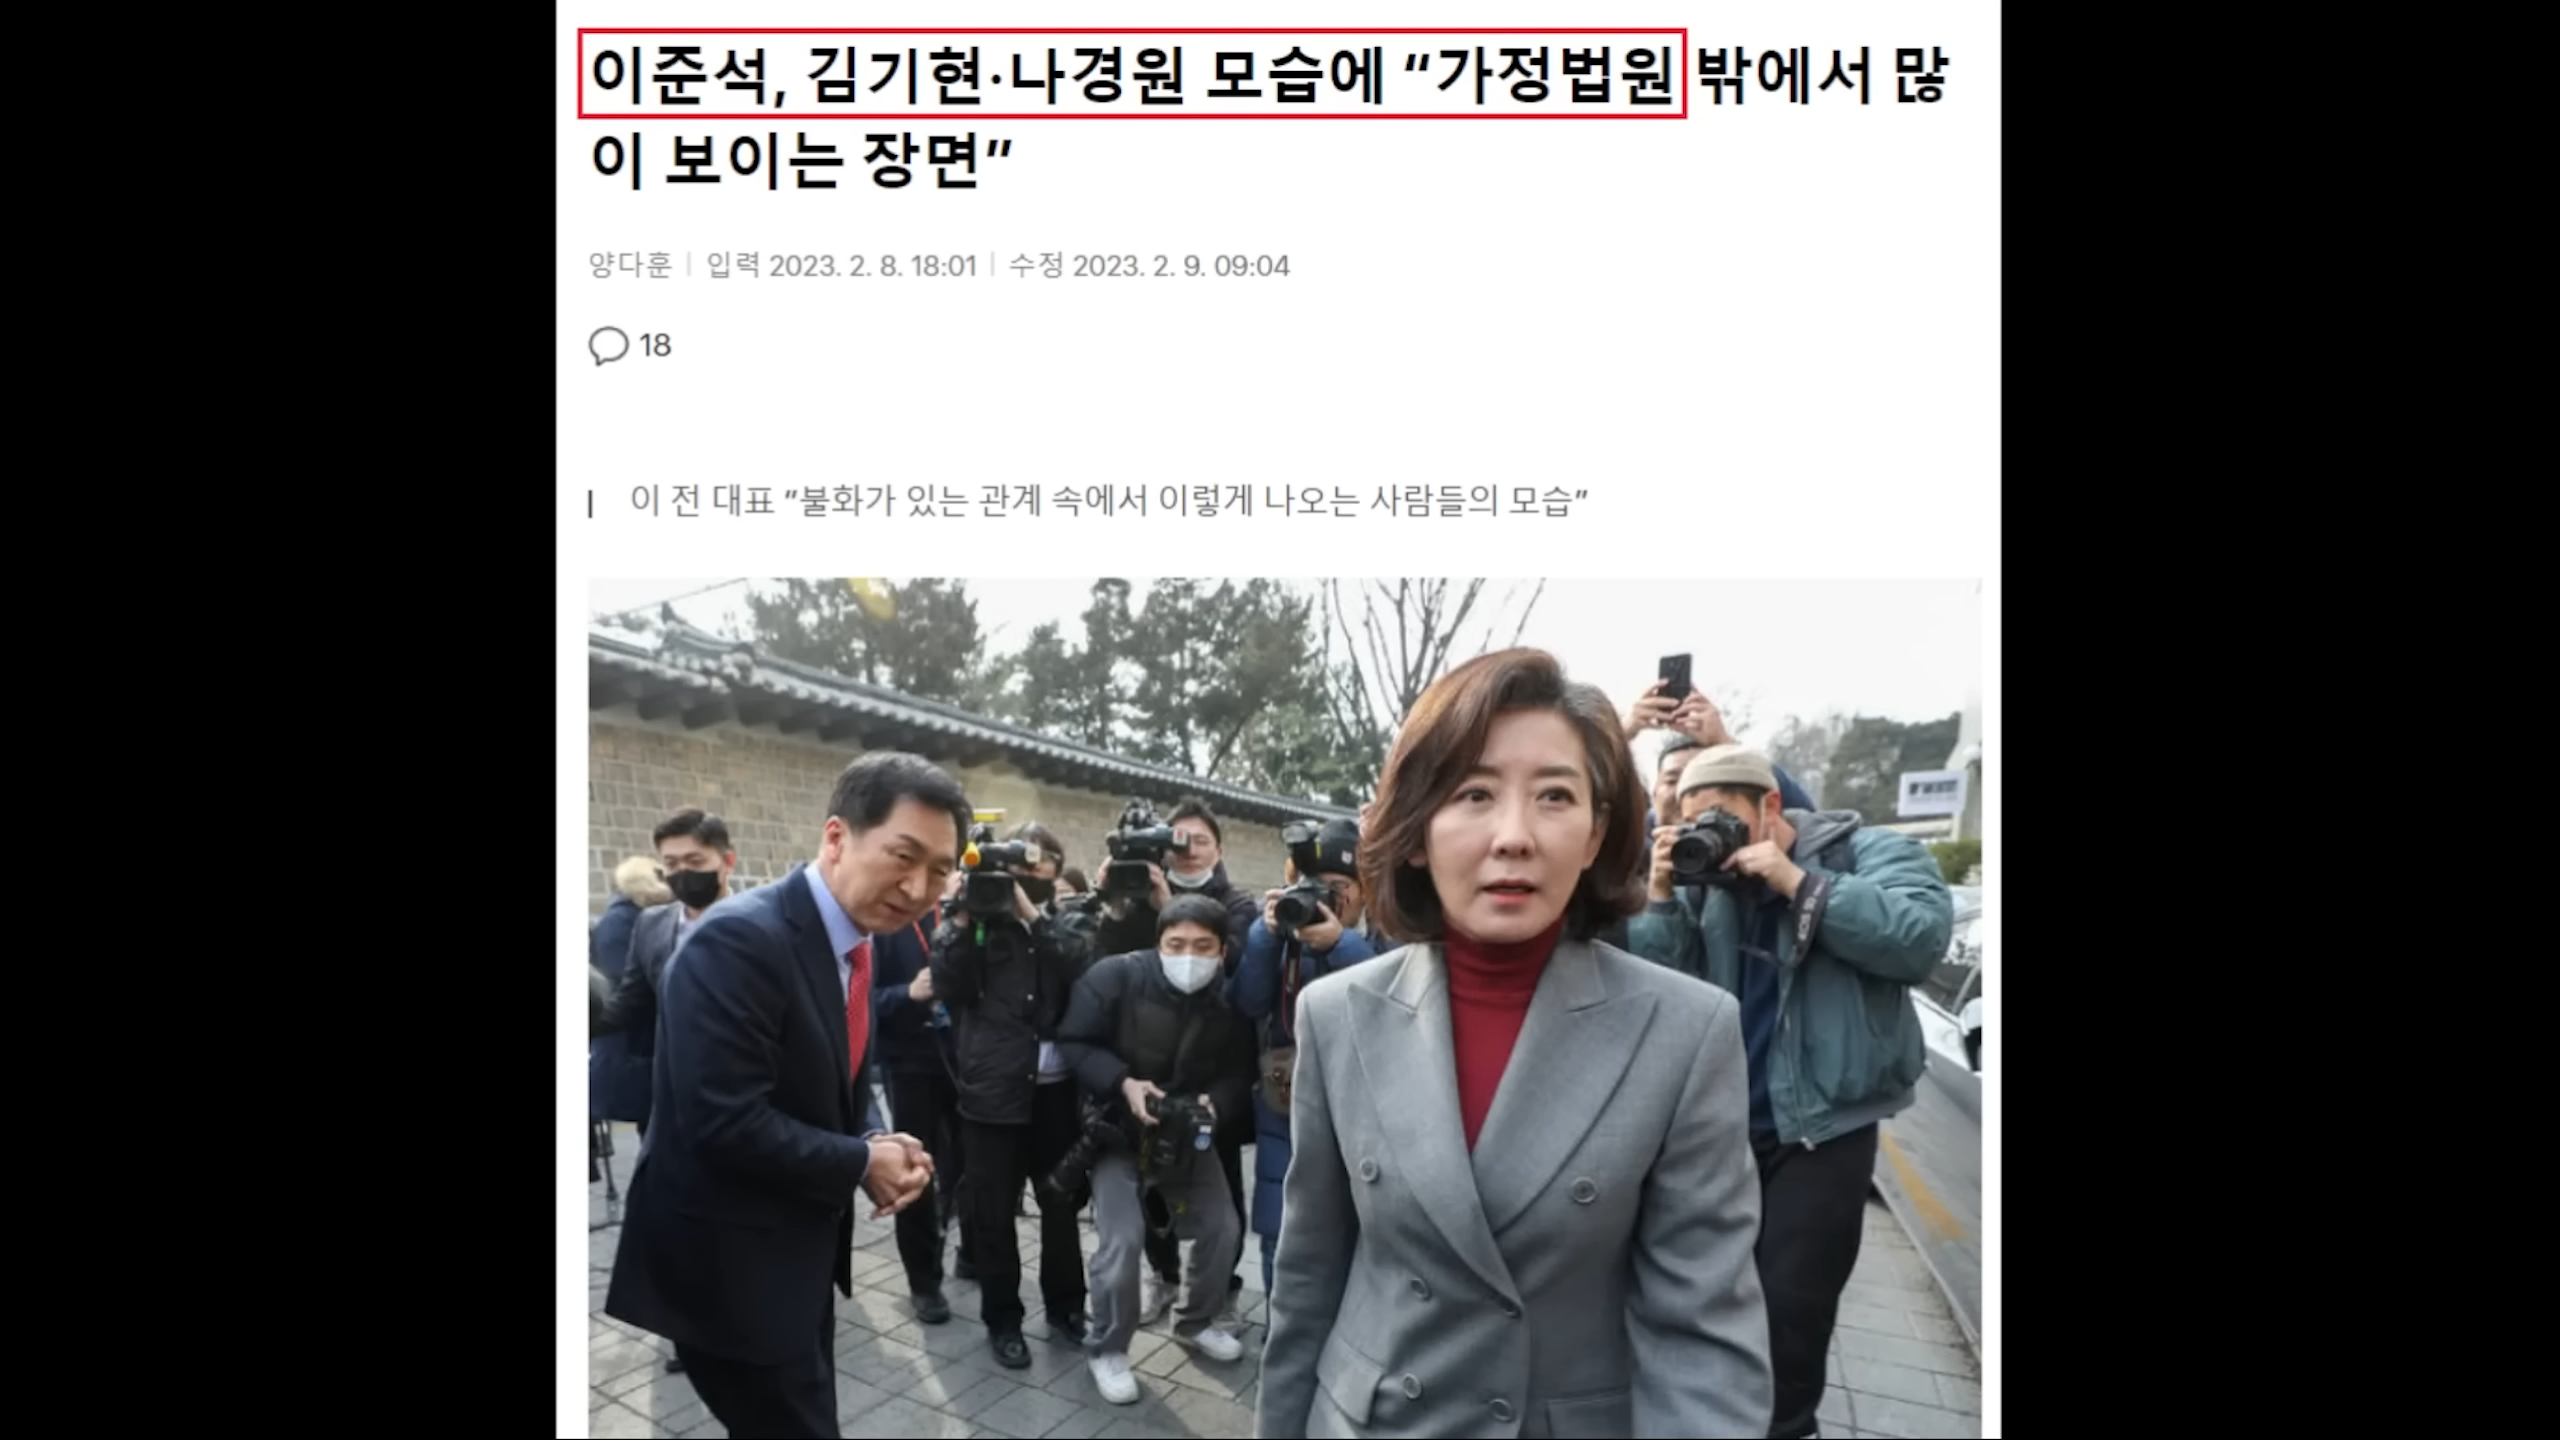 이준석, 김기현·나경원 모습에 “가정법원 밖에서 많
이 보이는 장면”
양다훈 | 입력 2023. 2. 8. 18:01 | 수정 2023. 2. 9. 09:04
18
이 전 대표 ”불화가 있는 관계 속에서 이렇게 나오는 사람들의 모습”